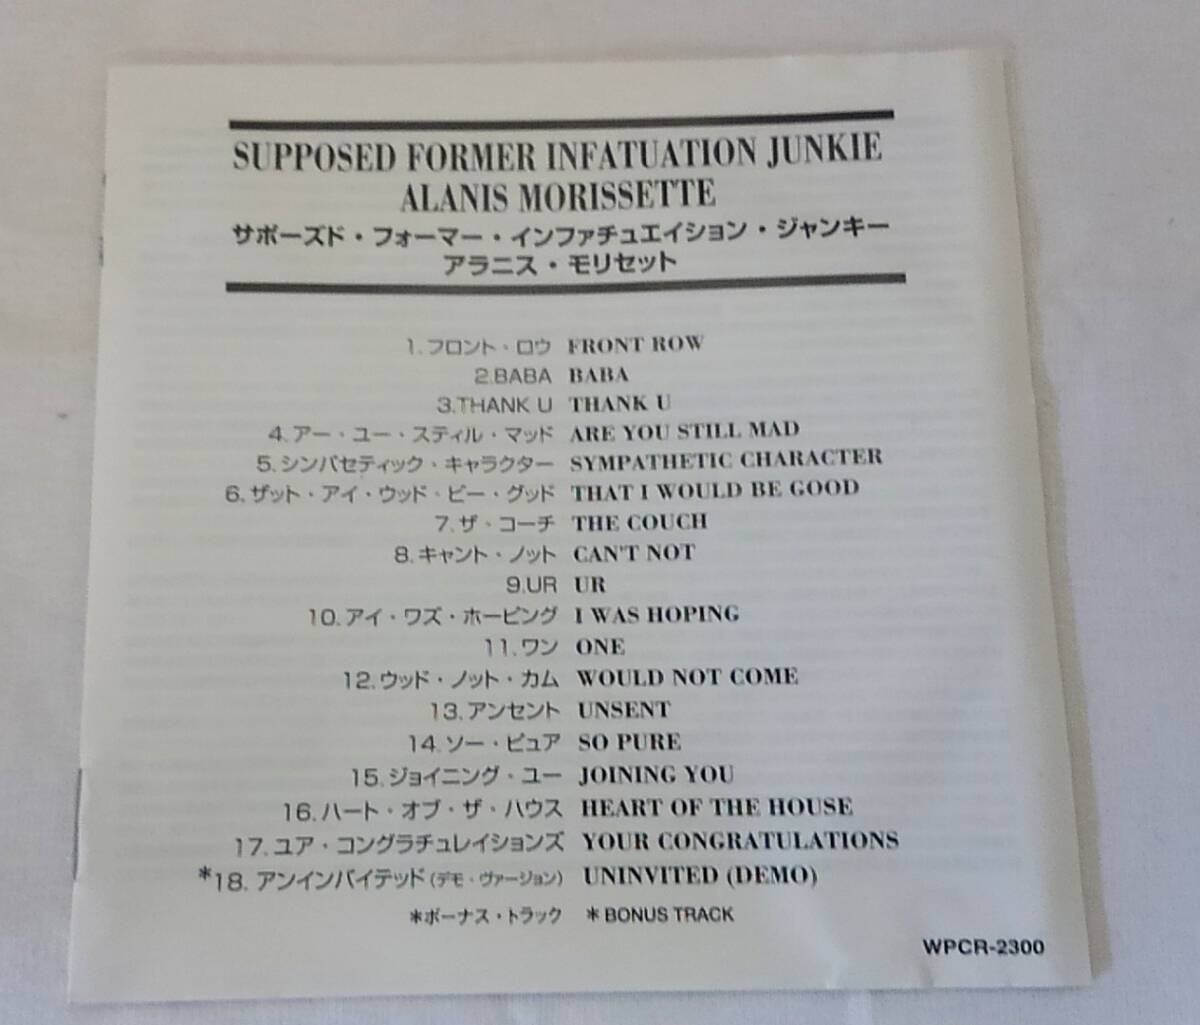 SUPPOSED FORMER INFATUATION JUNKIE
ALANIS MORISSETTE
サポーズド・フォーマー・インファチュエイション・ジャンキー
アラニス・モリセット
1.フロント・ロウ FRONT ROW
2.BABA BABA
3.THANK U THANK U
4.アー・ユー・スティル・マッド ARE YOU STILL MAD
5.シンパセティック・キャラクター SYMPATHETIC CHARACTER
6.ザット・アイ・ウッド・ビー・グッド THAT I WOULD BE GOOD
7.ザ・コーチ THE COUCH
8.キャント・ノット CAN'T NOT
9.UR UR
10.アイ・ワズ・ホーピング I WAS HOPING
11.ワン ONE
12.ウッド・ノット・カム WOULD NOT COME
13.アンセント UNSENT
14.ソー・ピュア SO PURE
15.ジョイニング・ユー JOINING YOU
16.ハート・オブ・ザ・ハウス HEART OF THE HOUSE
17.ユア・コングラチュレイションズ YOUR CONGRATULATIONS
*18.アンインバイテッド(デモ・ヴァージョン) UNINVITED (DEMO)
*ボーナス・トラック * BONUS TRACK
WPCR-2300